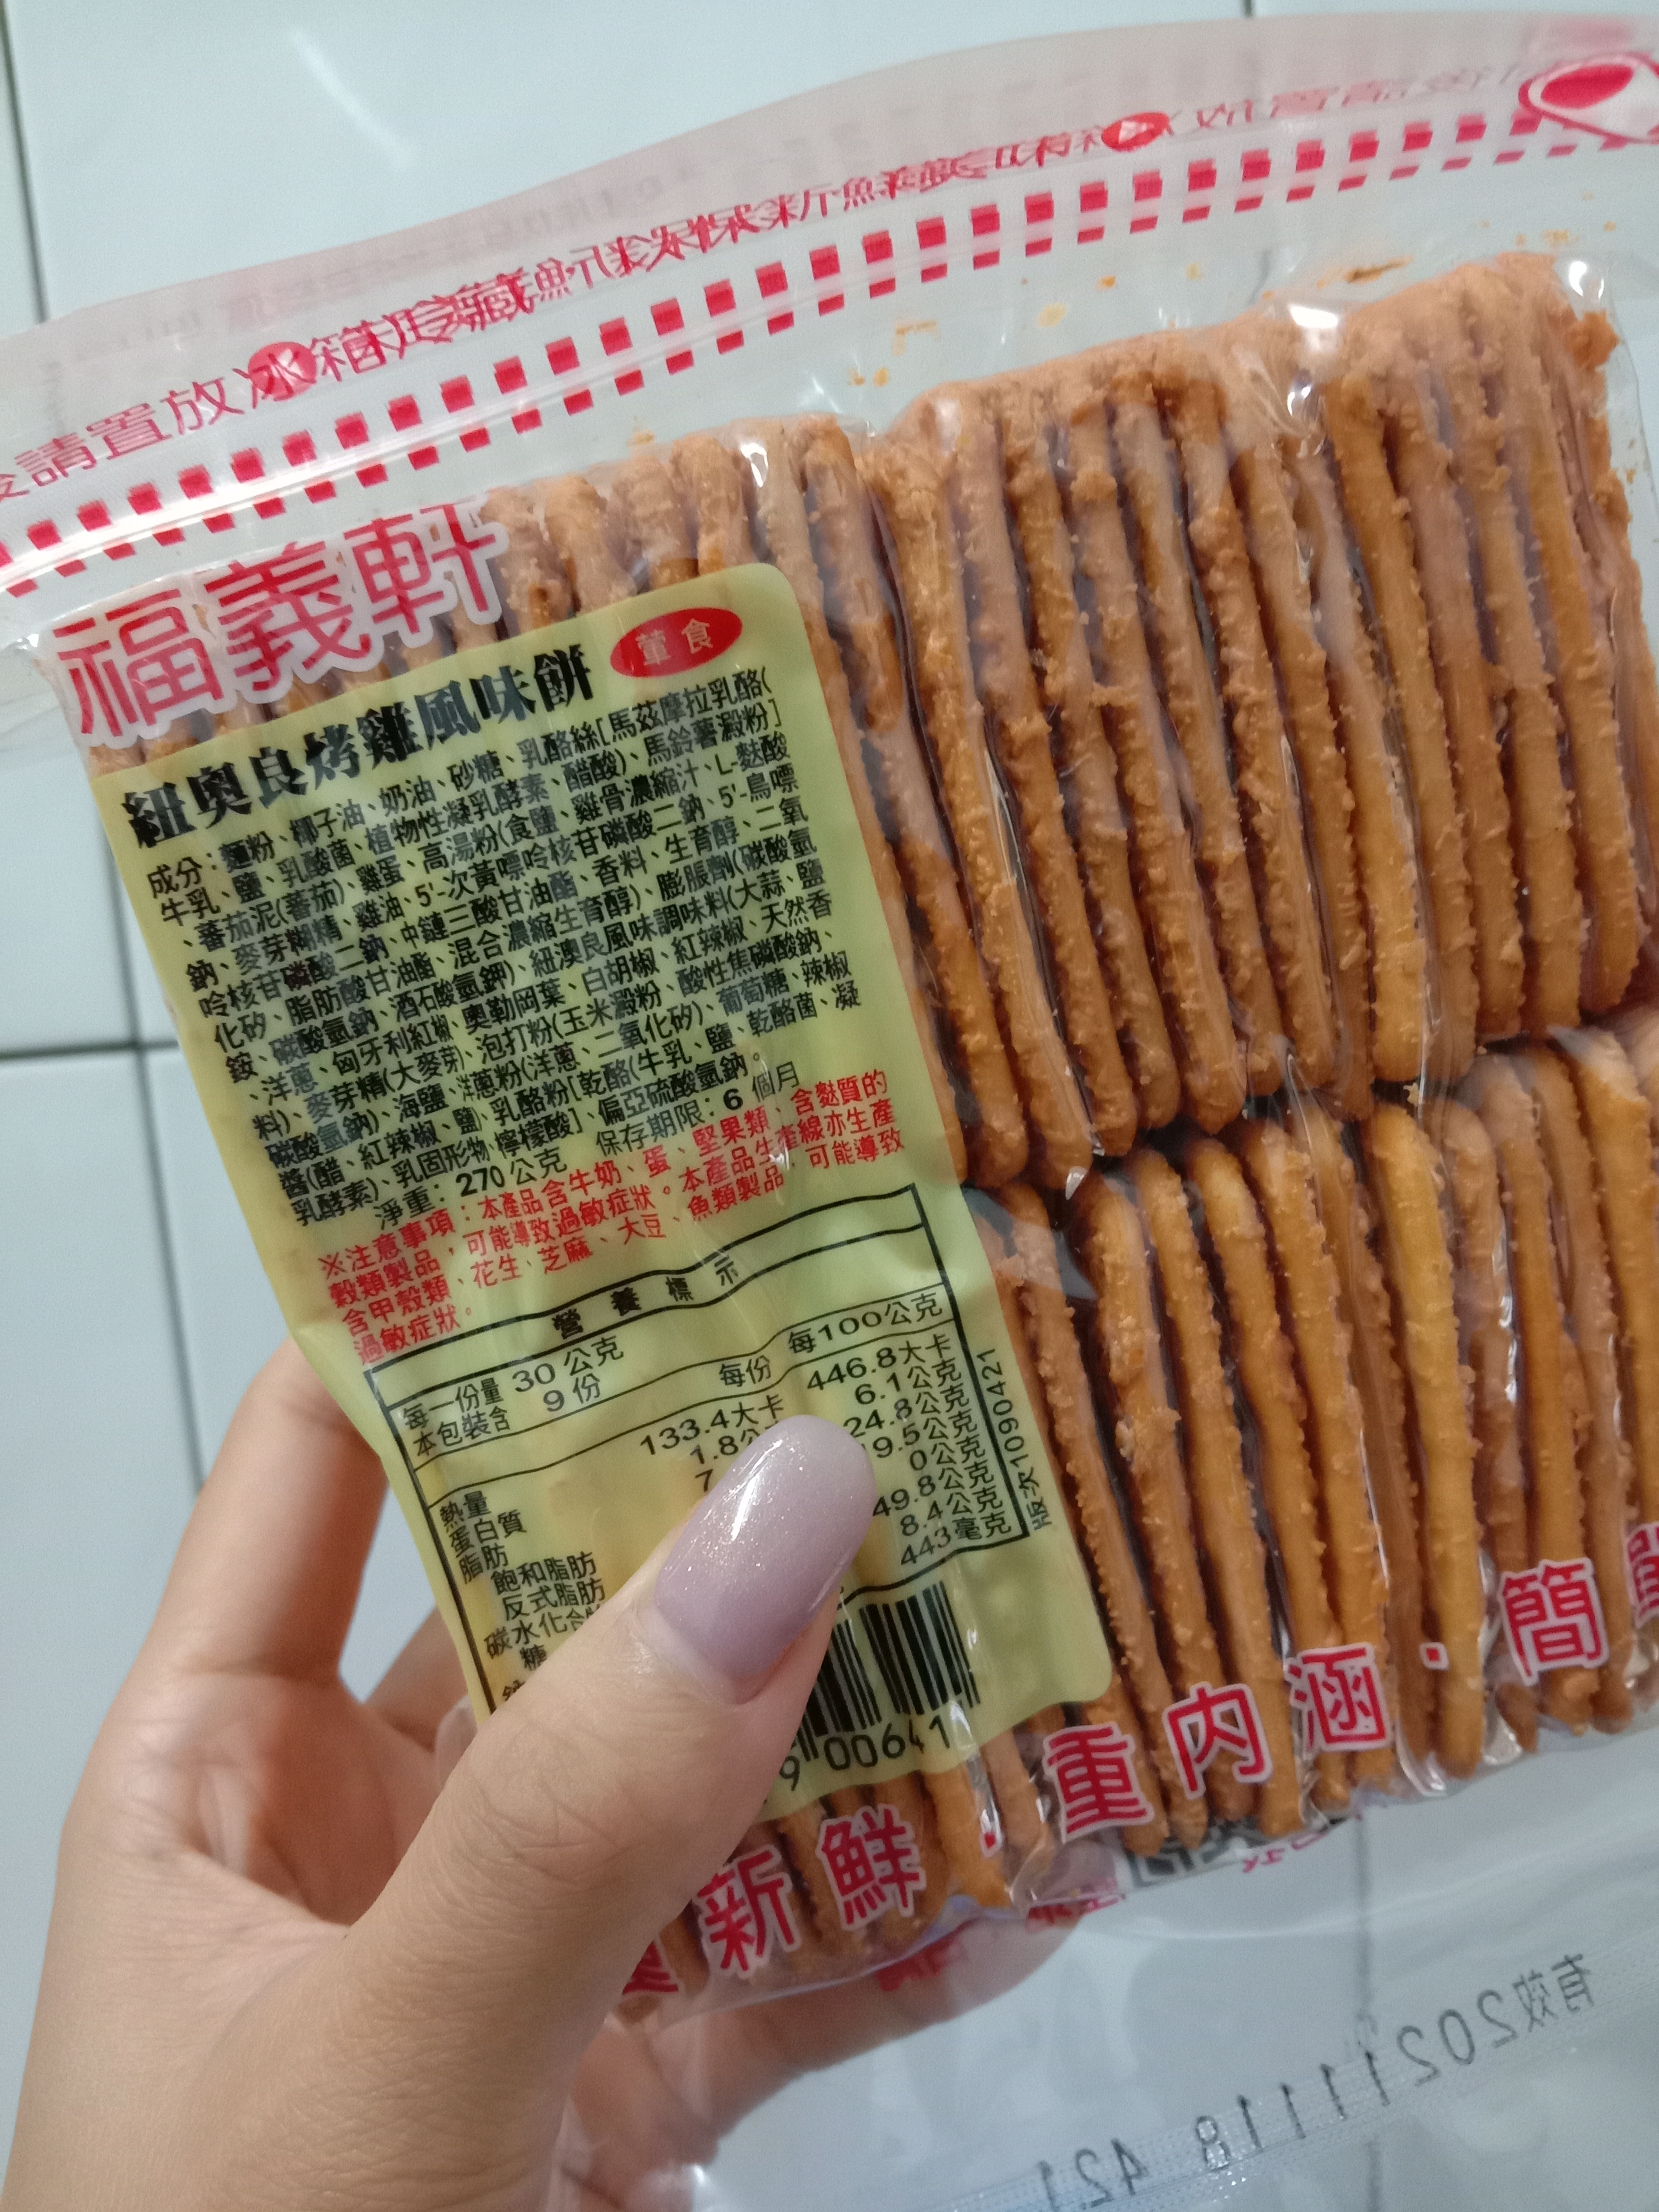 請置放冰箱冷藏
新鮮美味
福義軒
紐奧良烤雞風味餅
葷食
成分:麵粉、椰子油、奶油、砂糖、乳酪絲[馬茲摩拉乳酪(
牛乳、鹽、乳酸菌、植物性凝乳酵素、醋酸)、馬鈴薯澱粉]
、蕃茄泥(蕃茄)、雞蛋、高湯粉(食鹽、雞骨濃縮汁、L-麩酸
鈉、麥芽糊精、雞油、5'-次黃嘌呤核苷磷酸二鈉、5'-鳥嘌
呤核苷磷酸二鈉、中鏈三酸甘油酯、香料、生育醇、二氧
化矽、脂肪酸甘油酯、混合濃縮生育醇)、膨脹劑(碳酸氫
銨、碳酸氫鈉、酒石酸氫鉀)、紐澳良風味調味料(大蒜、鹽
、洋蔥、匈牙利紅椒、奧勒岡葉、白胡椒、紅辣椒、天然香
料)、麥芽精(大麥芽)、泡打粉(玉米澱粉、酸性焦磷酸鈉、
碳酸氫鈉)、海鹽、洋蔥粉(洋蔥、二氧化矽)、葡萄糖、辣椒
醬(醋、紅辣椒、鹽)、乳酪粉[乾酪(牛乳、鹽、乾酪菌、凝
乳酵素)、乳固形物、檸檬酸]、偏亞硫酸氫鈉。
淨重:270公克 保存期限:6個月
※注意事項:本產品含牛奶、蛋、堅果類、含麩質的
穀類製品,可能導致過敏症狀。本產品生產線亦生產
含甲殼類、花生、芝麻、大豆、魚類製品,可能導致
過敏症狀。
營養標示
每一份量 30公克
本包裝含 9份
每份 每100公克
熱量 133.4大卡 446.8大卡
蛋白質 1.8公 6.1公克
脂肪 7 24.8公克
飽和脂肪 9.5公克
反式脂肪 0公克
碳水化合 49.8公克
糖 8.4公克
443毫克
版次1090421
9 00641
新鮮·重內涵·簡
有效20211118 421